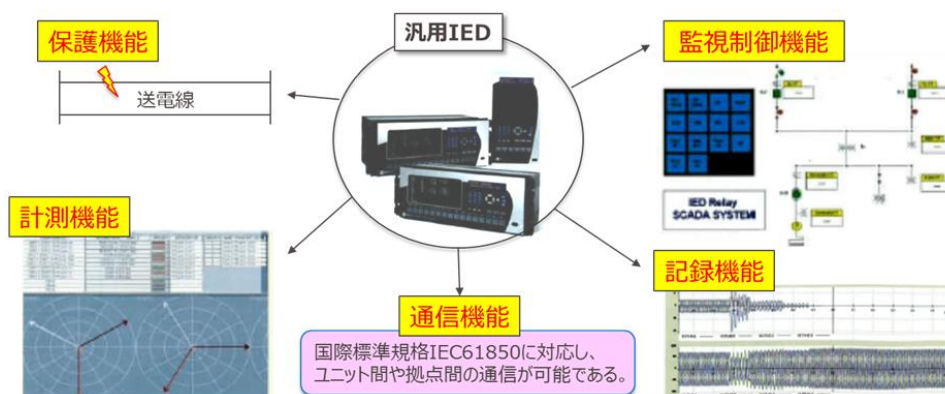 汎用IED
保護機能
送電線
監視制御機能
IED Relay
SCADA SYSTEM
計測機能
記録機能
通信機能
国際標準規格IEC61850に対応し、
ユニット間や拠点間の通信が可能である。